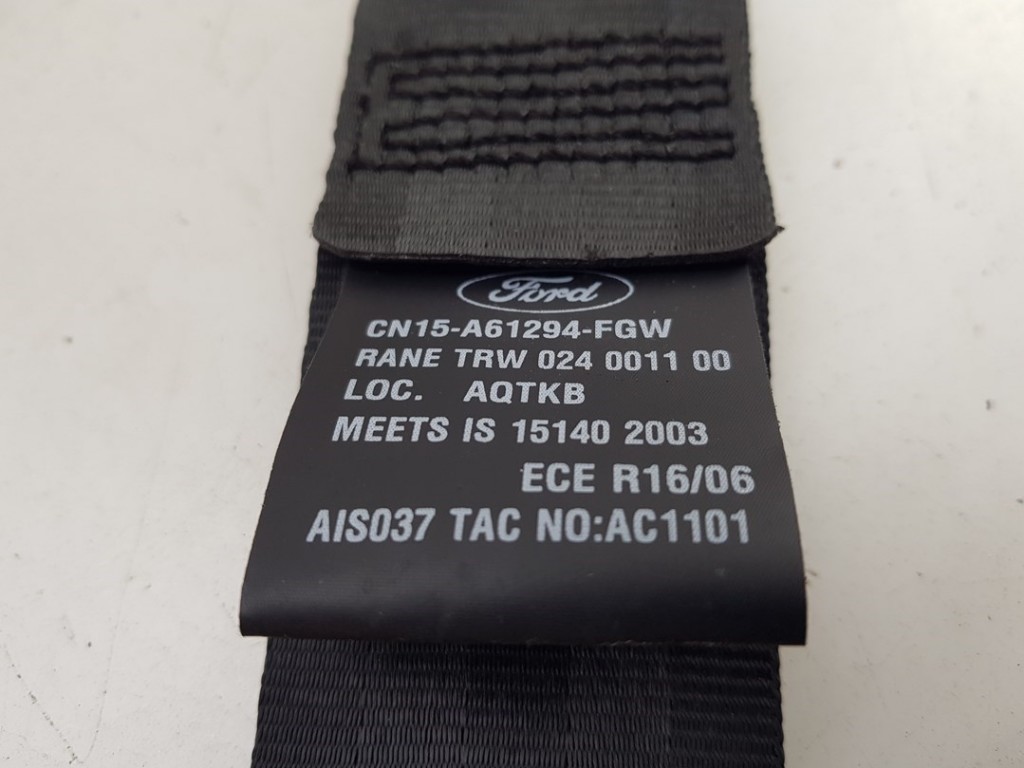 Ford
CN15-A61294-FGW
RANE TRW 024 0011 00
LOC. AQTKB
MEETS IS 15140 2003
ECE R16/06
AIS037 TAC NO:AC1101